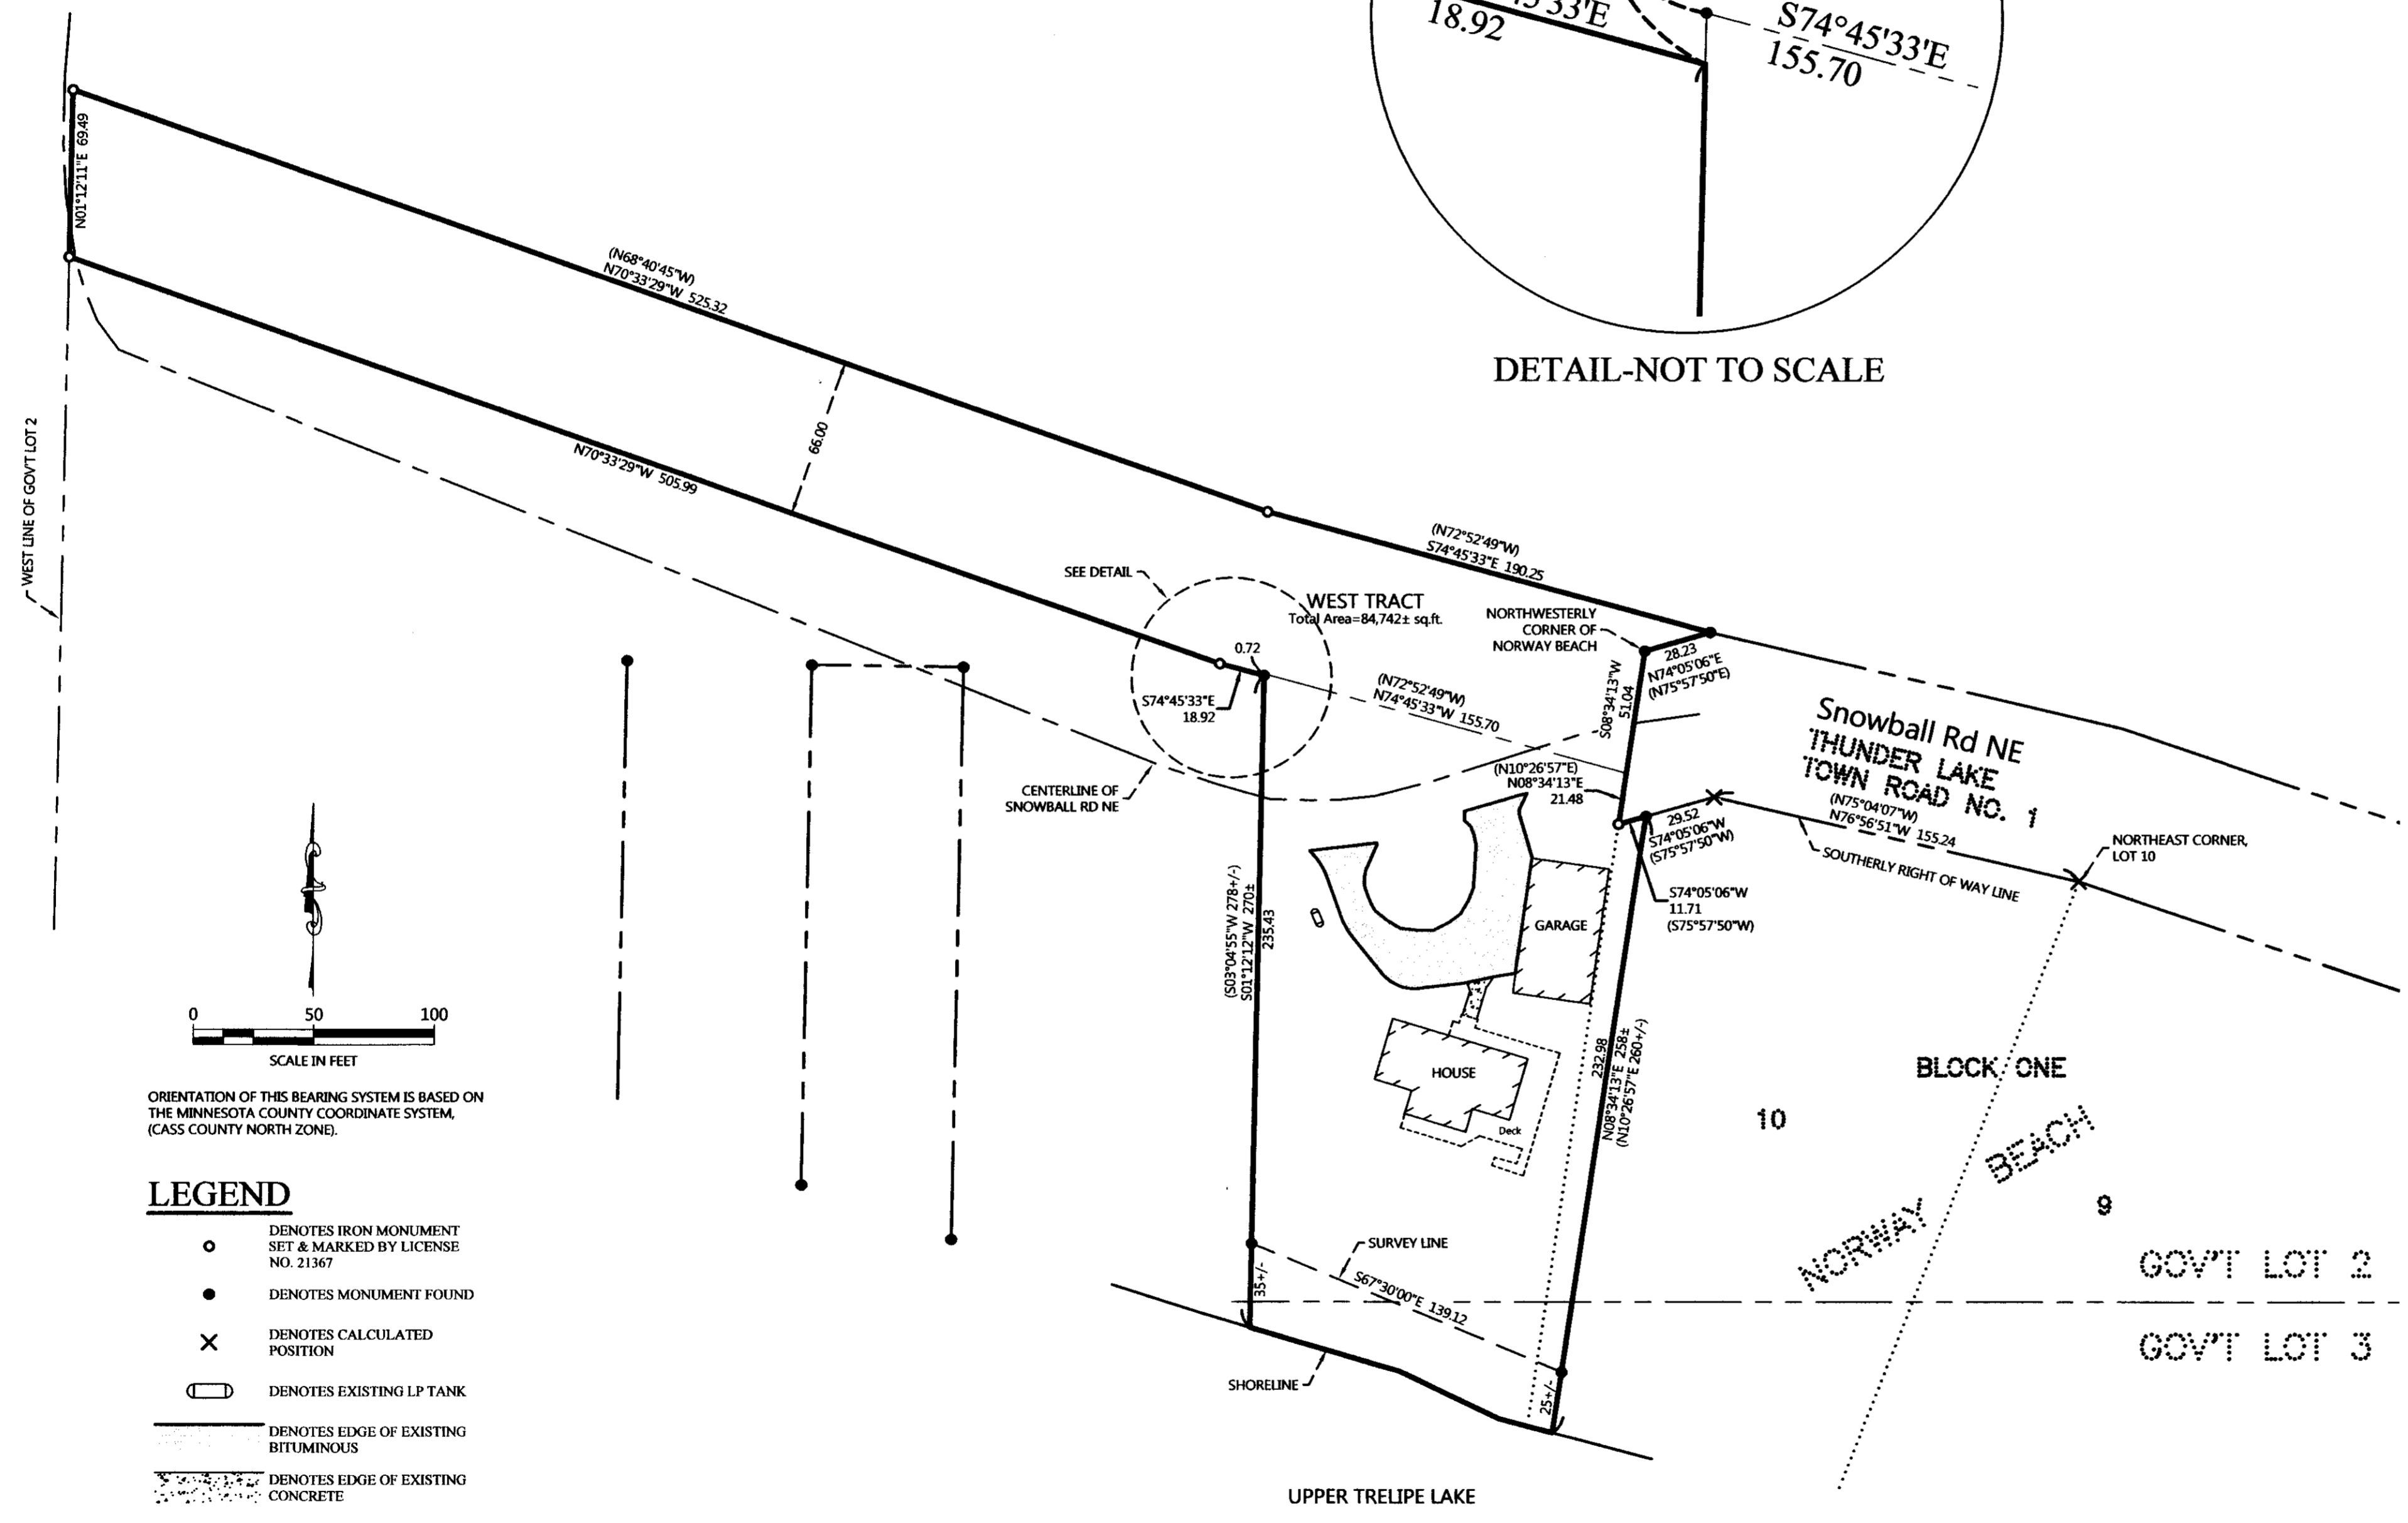 18.92
S74°45'33'E
155.70
DETAIL-NOT TO SCALE
N01°12'11"E 69.49
(N68°40'45"W)
N70°33'29"W 525.32
66.00
N70°33'29"W 505.99
WEST LINE OF GOV'T LOT 2
(N72°52'49"W)
S74°45'33"E 190.25
SEE DETAIL
WEST TRACT
Total Area=84,742± sq.ft.
NORTHWESTERLY
CORNER OF
NORWAY BEACH
0.72
28.23
N74°05'06"E
(N75°57'50"E)
S08°34'13"W
51.04
(N72°52'49"W)
N74°45'33"W 155.70
S74°45'33"E
18.92
CENTERLINE OF
SNOWBALL RD NE
(N10°26'57"E)
N08°34'13"E
21.48
Snowball Rd NE
THUNDER LAKE
TOWN ROAD NO. 1
(N75°04'07"W)
N76°56'51"W 155.24
SOUTHERLY RIGHT OF WAY LINE
NORTHEAST CORNER,
LOT 10
29.52
S74°05'06"W
(S75°57'50"W)
S74°05'06"W
11.71
(S75°57'50"W)
(S03°04'55"W 278+/-)
S01°12'12"W 270±
235.43
GARAGE
HOUSE
Deck
232.98
N08°34'13"E 258±
(N10°26'57"E 260+/-)
BLOCK ONE
10
NORWAY BEACH
9
GOV'T LOT 2
GOV'T LOT 3
SURVEY LINE
S67°30'00"E 139.12
35+/-
25+/-
SHORELINE
UPPER TRELIPE LAKE
0 50 100
SCALE IN FEET
ORIENTATION OF THIS BEARING SYSTEM IS BASED ON
THE MINNESOTA COUNTY COORDINATE SYSTEM,
(CASS COUNTY NORTH ZONE).
LEGEND
DENOTES IRON MONUMENT
SET & MARKED BY LICENSE
NO. 21367
DENOTES MONUMENT FOUND
DENOTES CALCULATED
POSITION
DENOTES EXISTING LP TANK
DENOTES EDGE OF EXISTING
BITUMINOUS
DENOTES EDGE OF EXISTING
CONCRETE